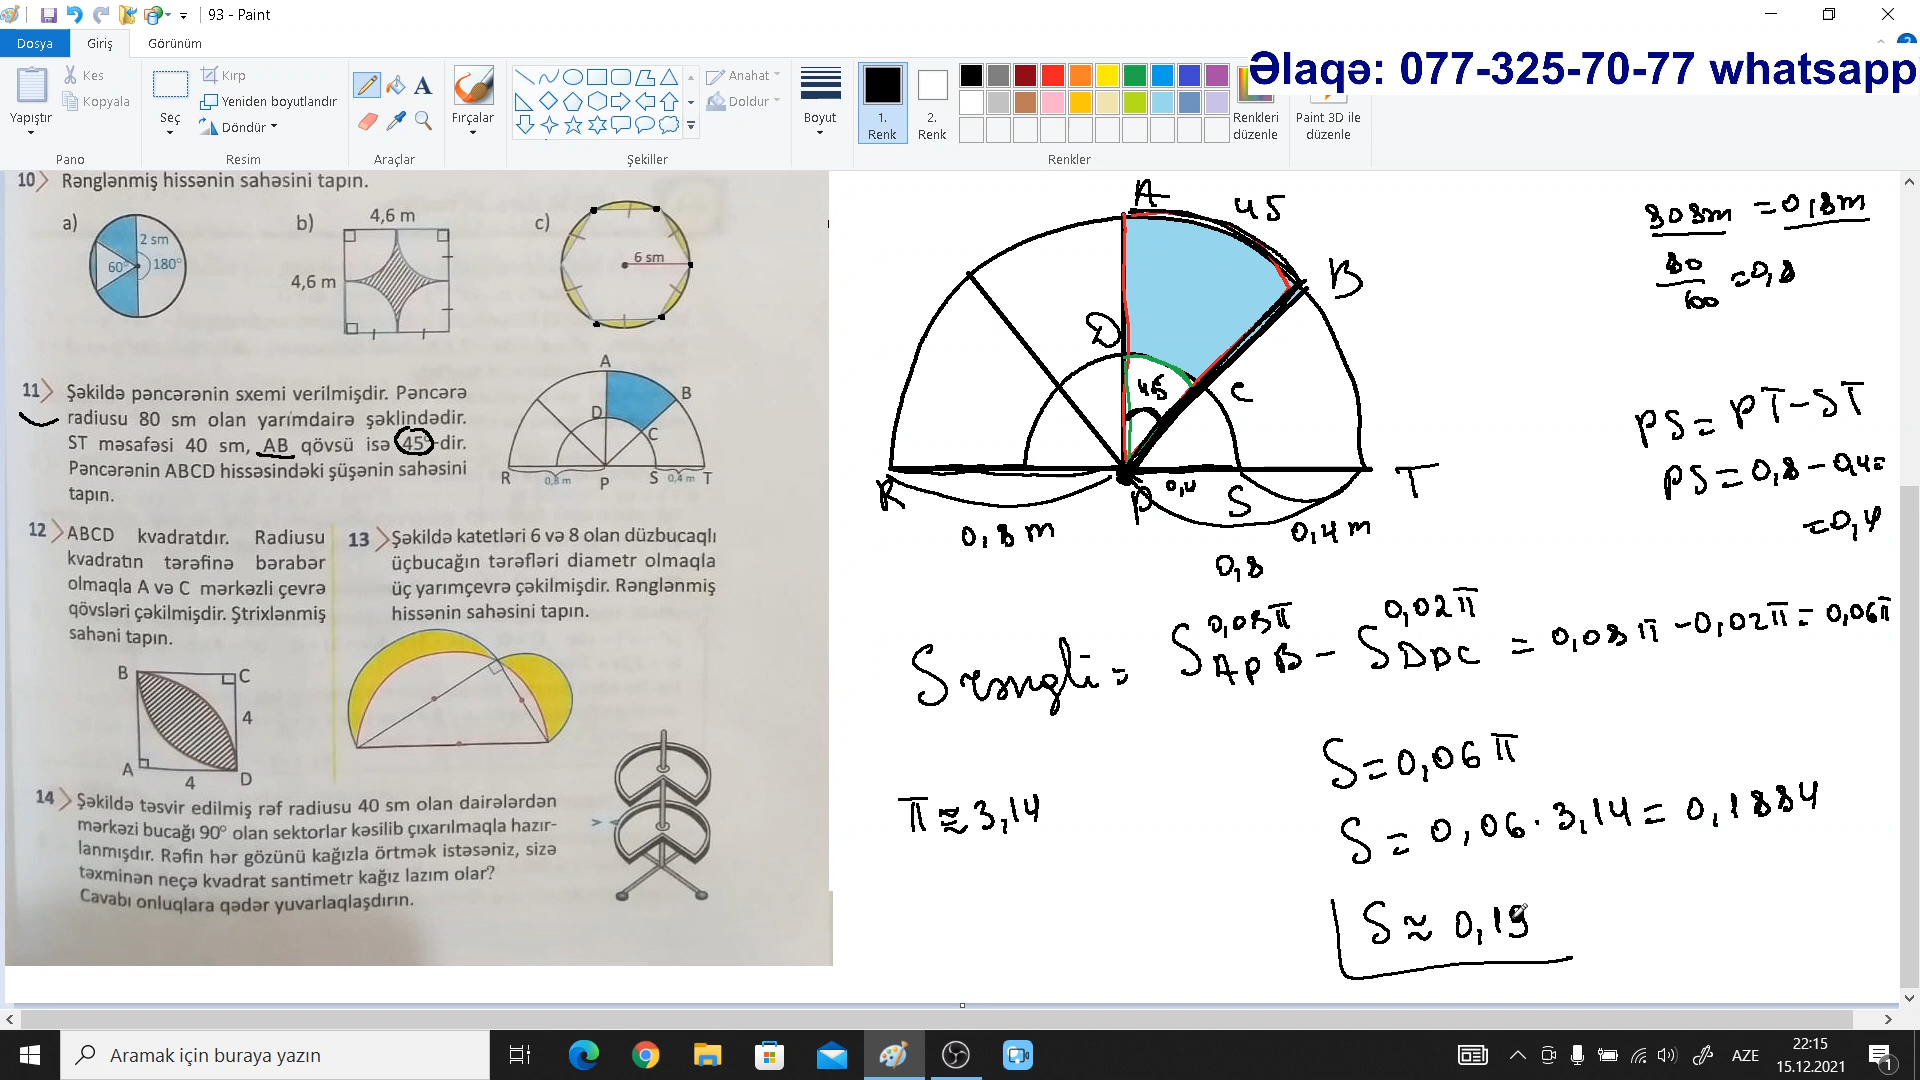 93 - Paint
Dosya Giriş Görünüm
Əlaqə: 077-325-70-77 whatsapp
Yapıştır Kes Kopyala Pano
Seç Kırp Yeniden boyutlandır Döndür Resim
A Araçlar
Fırçalar
Anahat Doldur Şekiller
Boyut
1. Renk 2. Renk Renkler
Renkleri düzenle
Paint 3D ile düzenle
10 Rənglənmiş hissənin sahəsini tapın.
a) 2 sm 60° 180°
b) 4,6 m 4,6 m
c) 6 sm
11 Şəkildə pəncərənin sxemi verilmişdir. Pəncərə
radiusu 80 sm olan yarımdairə şəklindədir.
ST məsafəsi 40 sm, AB qövsü isə 45°-dir.
Pəncərənin ABCD hissəsindəki şüşənin sahəsini
tapın.
A B D C
R 0,8 m P S 0,4 m T
12 ABCD kvadratdır. Radiusu
kvadratın tərəfinə bərabər
olmaqla A və C mərkəzli çevrə
qövsləri çəkilmişdir. Ştrixlənmiş
sahəni tapın.
B C 4 A 4 D
13 Şəkildə katetləri 6 və 8 olan düzbucaqlı
üçbucağın tərəfləri diametr olmaqla
üç yarımçevrə çəkilmişdir. Rənglənmiş
hissənin sahəsini tapın.
14 Şəkildə təsvir edilmiş rəf radiusu 40 sm olan dairələrdən
mərkəzi bucağı 90° olan sektorlar kəsilib çıxarılmaqla hazır-
lanmışdır. Rəfin hər gözünü kağızla örtmək istəsəniz, sizə
təxminən neçə kvadrat santimetr kağız lazım olar?
Cavabı onluqlara qədər yuvarlaqlaşdırın.
A 45 B
D 45 C
R P 0,4 S T
0,8 m 0,4 m
0,8
80 sm = 0,8 m
80/100 = 0,8
PS = PT - ST
PS = 0,8 - 0,4 =
= 0,4
0,08π 0,02π
S rəngli = S APB - S DPC = 0,08π - 0,02π = 0,06π
S = 0,06π
π ≈ 3,14
S = 0,06 · 3,14 = 0,1884
S ≈ 0,19
Aramak için buraya yazın
AZE
22:15
15.12.2021
1